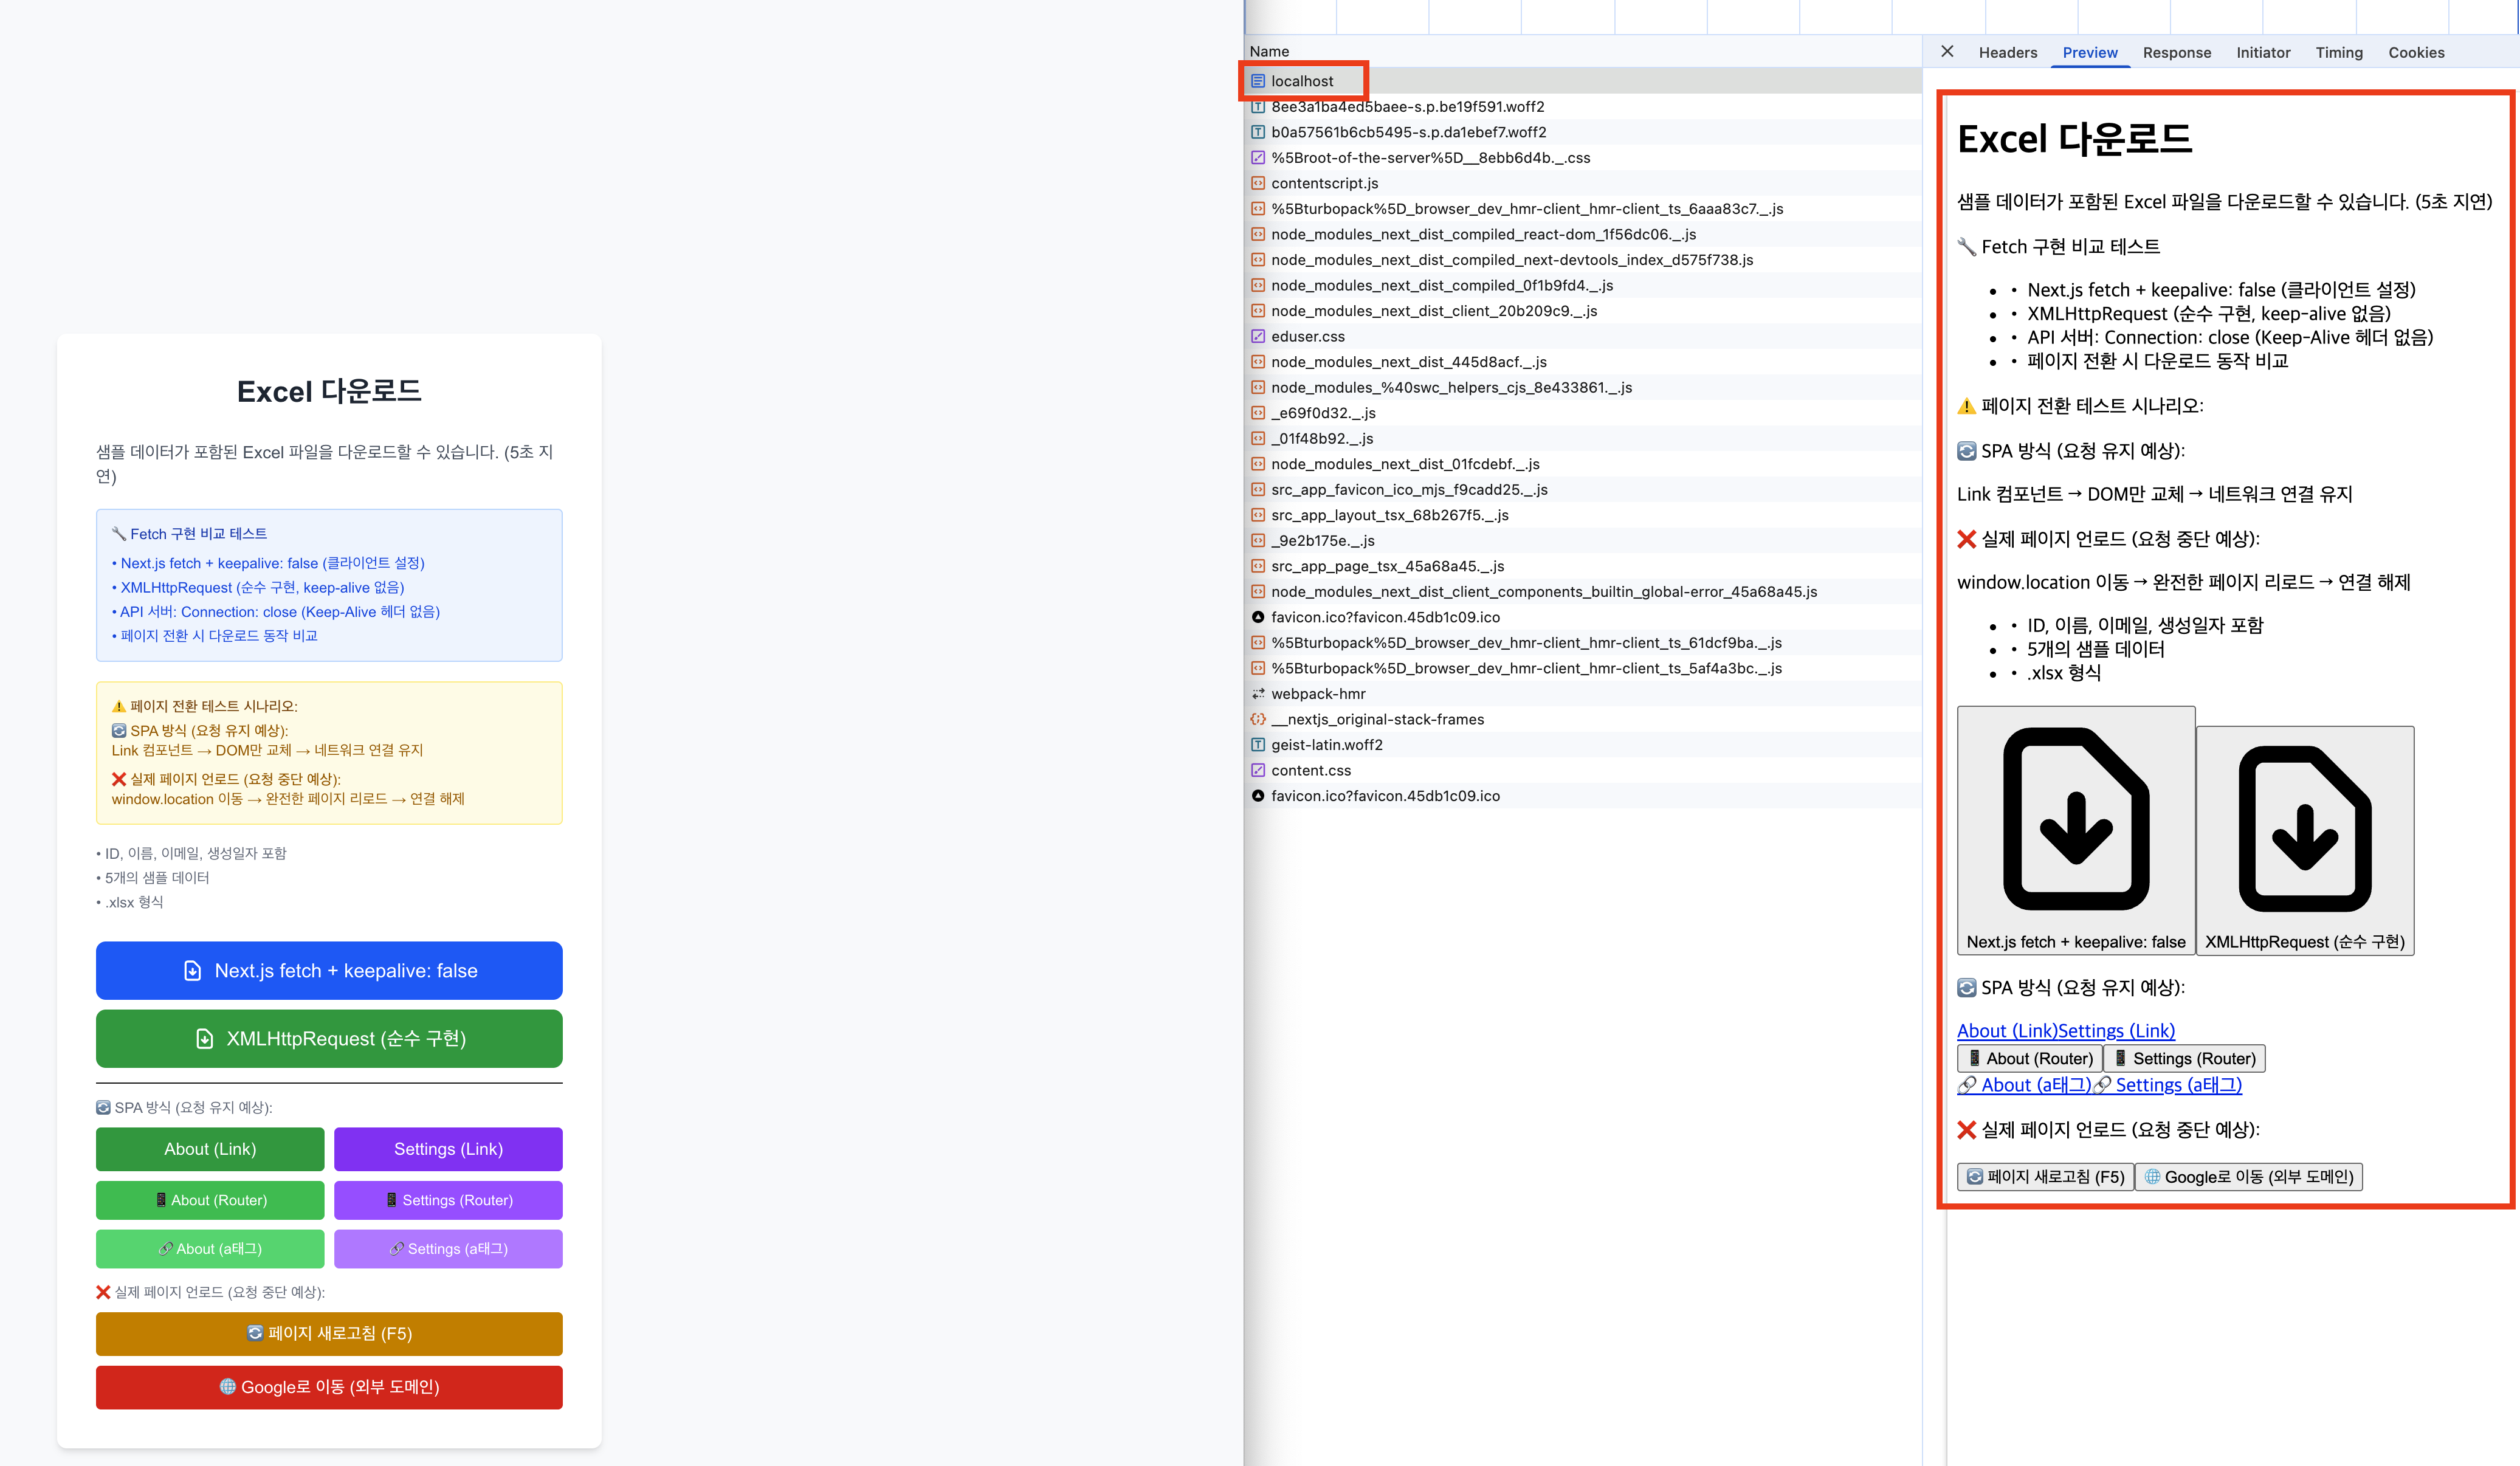 Excel 다운로드
샘플 데이터가 포함된 Excel 파일을 다운로드할 수 있습니다. (5초 지
연)
🔧 Fetch 구현 비교 테스트
• Next.js fetch + keepalive: false (클라이언트 설정)
• XMLHttpRequest (순수 구현, keep-alive 없음)
• API 서버: Connection: close (Keep-Alive 헤더 없음)
• 페이지 전환 시 다운로드 동작 비교
⚠️ 페이지 전환 테스트 시나리오:
🔄 SPA 방식 (요청 유지 예상):
Link 컴포넌트 → DOM만 교체 → 네트워크 연결 유지
❌ 실제 페이지 언로드 (요청 중단 예상):
window.location 이동 → 완전한 페이지 리로드 → 연결 해제
• ID, 이름, 이메일, 생성일자 포함
• 5개의 샘플 데이터
• .xlsx 형식
Next.js fetch + keepalive: false
XMLHttpRequest (순수 구현)
🔄 SPA 방식 (요청 유지 예상):
About (Link) Settings (Link)
📱 About (Router) 📱 Settings (Router)
🔗 About (a태그) 🔗 Settings (a태그)
❌ 실제 페이지 언로드 (요청 중단 예상):
🔄 페이지 새로고침 (F5)
🌐 Google로 이동 (외부 도메인)
Name
localhost
8ee3a1ba4ed5baee-s.p.be19f591.woff2
b0a57561b6cb5495-s.p.da1ebef7.woff2
%5Broot-of-the-server%5D__8ebb6d4b._.css
contentscript.js
%5Bturbopack%5D_browser_dev_hmr-client_hmr-client_ts_6aaa83c7._.js
node_modules_next_dist_compiled_react-dom_1f56dc06._.js
node_modules_next_dist_compiled_next-devtools_index_d575f738.js
node_modules_next_dist_compiled_0f1b9fd4._.js
node_modules_next_dist_client_20b209c9._.js
eduser.css
node_modules_next_dist_445d8acf._.js
node_modules_%40swc_helpers_cjs_8e433861._.js
_e69f0d32._.js
_01f48b92._.js
node_modules_next_dist_01fcdebf._.js
src_app_favicon_ico_mjs_f9cadd25._.js
src_app_layout_tsx_68b267f5._.js
_9e2b175e._.js
src_app_page_tsx_45a68a45._.js
node_modules_next_dist_client_components_builtin_global-error_45a68a45.js
favicon.ico?favicon.45db1c09.ico
%5Bturbopack%5D_browser_dev_hmr-client_hmr-client_ts_61dcf9ba._.js
%5Bturbopack%5D_browser_dev_hmr-client_hmr-client_ts_5af4a3bc._.js
webpack-hmr
__nextjs_original-stack-frames
geist-latin.woff2
content.css
favicon.ico?favicon.45db1c09.ico
Headers Preview Response Initiator Timing Cookies
Excel 다운로드
샘플 데이터가 포함된 Excel 파일을 다운로드할 수 있습니다. (5초 지연)
🔧 Fetch 구현 비교 테스트
• • Next.js fetch + keepalive: false (클라이언트 설정)
• • XMLHttpRequest (순수 구현, keep-alive 없음)
• • API 서버: Connection: close (Keep-Alive 헤더 없음)
• • 페이지 전환 시 다운로드 동작 비교
⚠️ 페이지 전환 테스트 시나리오:
🔄 SPA 방식 (요청 유지 예상):
Link 컴포넌트 → DOM만 교체 → 네트워크 연결 유지
❌ 실제 페이지 언로드 (요청 중단 예상):
window.location 이동 → 완전한 페이지 리로드 → 연결 해제
• • ID, 이름, 이메일, 생성일자 포함
• • 5개의 샘플 데이터
• • .xlsx 형식
Next.js fetch + keepalive: false XMLHttpRequest (순수 구현)
🔄 SPA 방식 (요청 유지 예상):
About (Link)Settings (Link)
📱 About (Router) 📱 Settings (Router)
🔗 About (a태그)🔗 Settings (a태그)
❌ 실제 페이지 언로드 (요청 중단 예상):
🔄 페이지 새로고침 (F5) 🌐 Google로 이동 (외부 도메인)